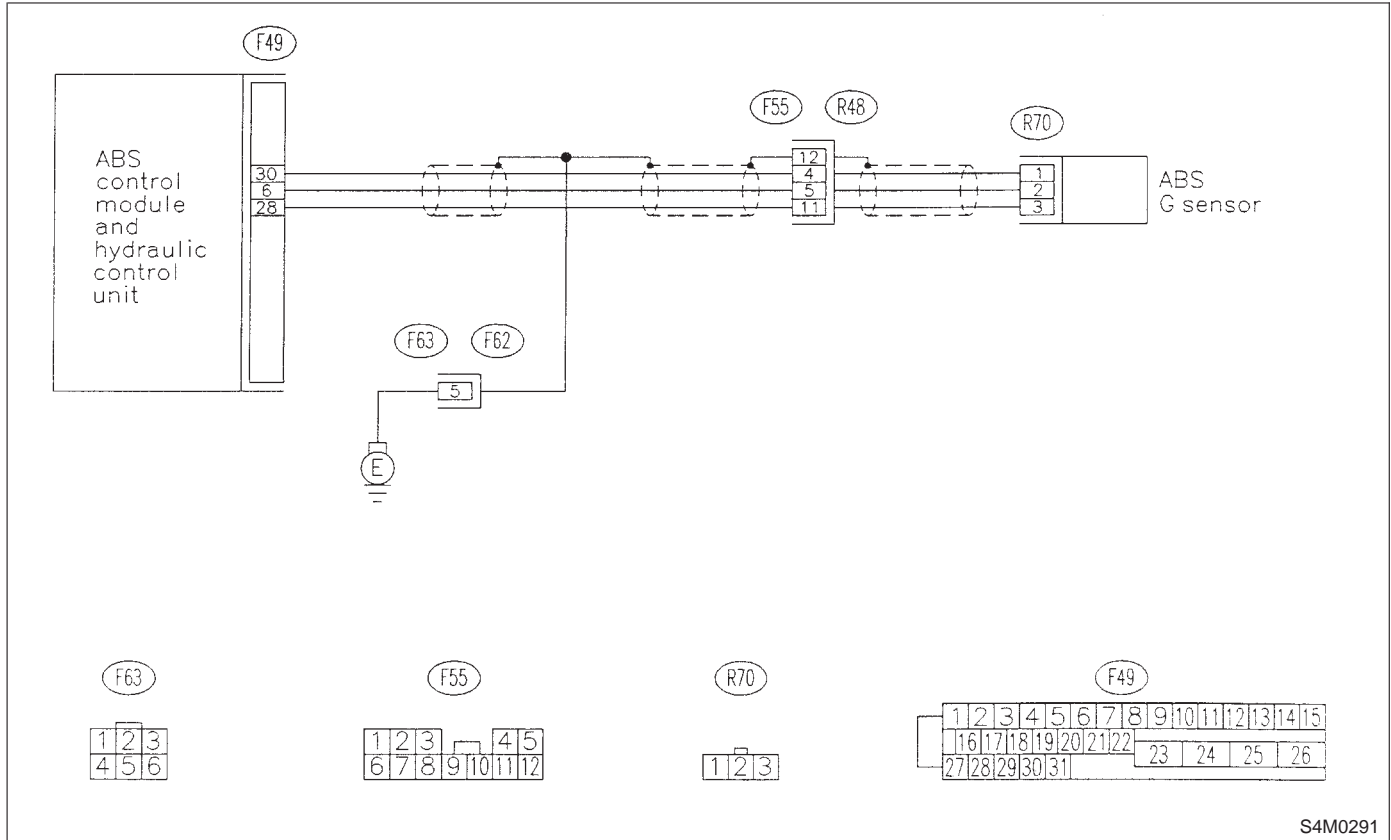 F49
F55 R48
R70
ABS
control
module
and
hydraulic
control
unit
30
6
28
12
4
5
11
1
2
3
ABS
G sensor
F63 F62
5
E
F63
1 2 3
4 5 6
F55
1 2 3 4 5
6 7 8 9 10 11 12
R70
1 2 3
F49
1 2 3 4 5 6 7 8 9 10 11 12 13 14 15
16 17 18 19 20 21 22 23 24 25 26
27 28 29 30 31
S4M0291